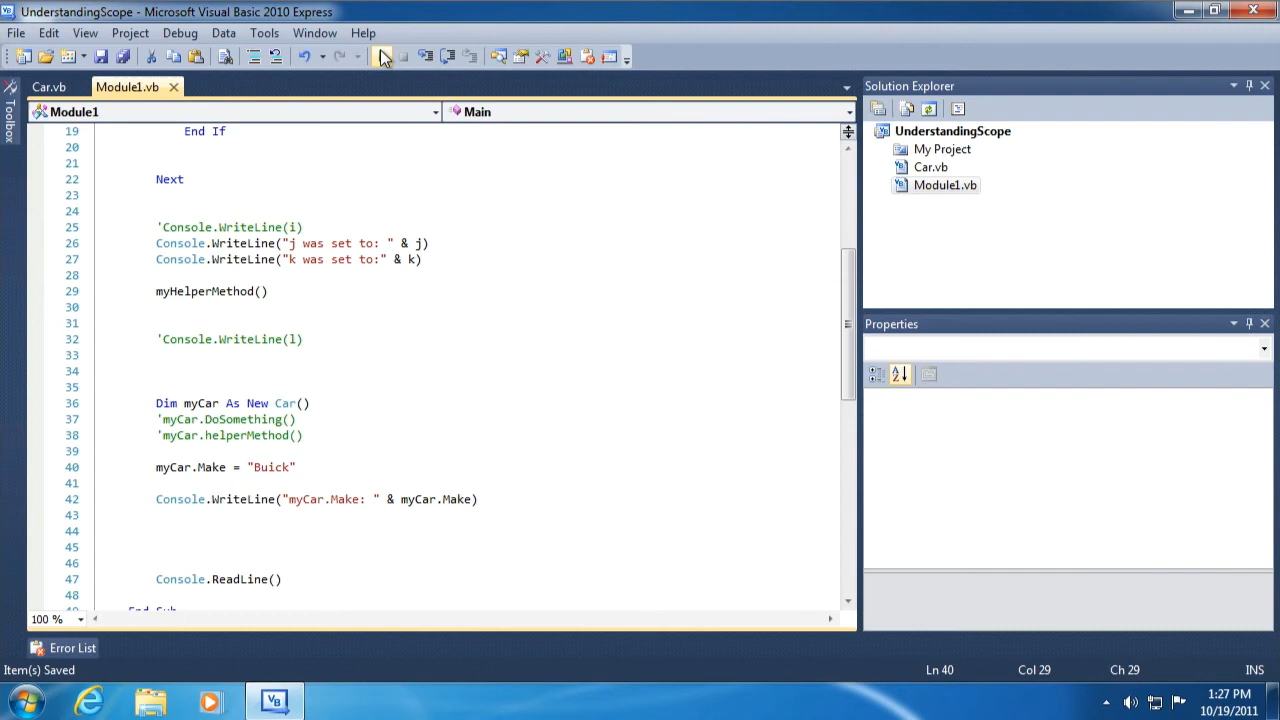 UnderstandingScope - Microsoft Visual Basic 2010 Express
File Edit View Project Debug Data Tools Window Help
Car.vb Module1.vb
Toolbox
Module1 Main
19 End If
20
21
22 Next
23
24
25 'Console.WriteLine(i)
26 Console.WriteLine("j was set to: " & j)
27 Console.WriteLine("k was set to:" & k)
28
29 myHelperMethod()
30
31
32 'Console.WriteLine(l)
33
34
35
36 Dim myCar As New Car()
37 'myCar.DoSomething()
38 'myCar.helperMethod()
39
40 myCar.Make = "Buick"
41
42 Console.WriteLine("myCar.Make: " & myCar.Make)
43
44
45
46
47 Console.ReadLine()
48
49 End Sub
100 %
Solution Explorer
UnderstandingScope
My Project
Car.vb
Module1.vb
Properties
Error List
Item(s) Saved Ln 40 Col 29 Ch 29 INS
1:27 PM
10/19/2011